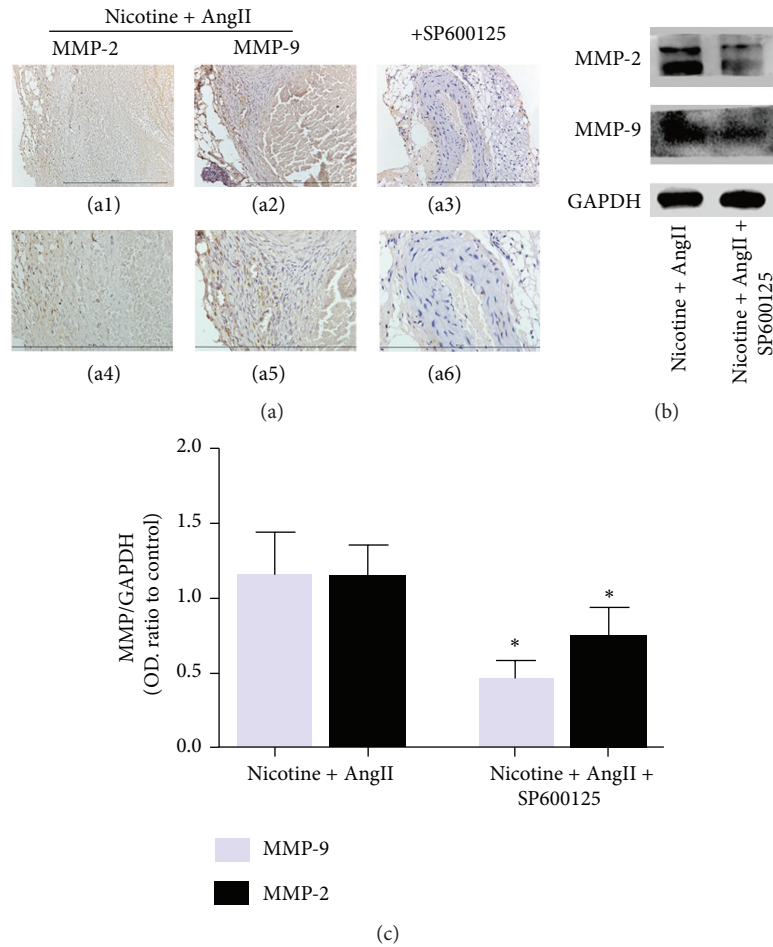 Nicotine + AngII
MMP-2
MMP-9
+SP600125
(a1)
(a2)
(a3)
(a4)
(a5)
(a6)
(a)
MMP-2
MMP-9
GAPDH
Nicotine + AngII
Nicotine + AngII +
SP600125
(b)
MMP/GAPDH
(OD. ratio to control)
2.0
1.5
1.0
0.5
0.0
*
*
Nicotine + AngII
Nicotine + AngII +
SP600125
MMP-9
MMP-2
(c)